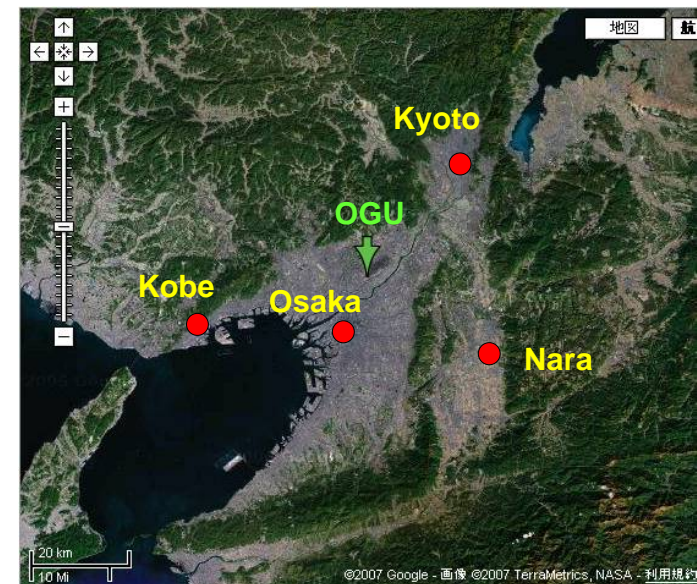 地図
航
Kyoto
OGU
Kobe
Osaka
Nara
20 km
10 Mi
©2007 Google - 画像 ©2007 TerraMetrics, NASA - 利用規約